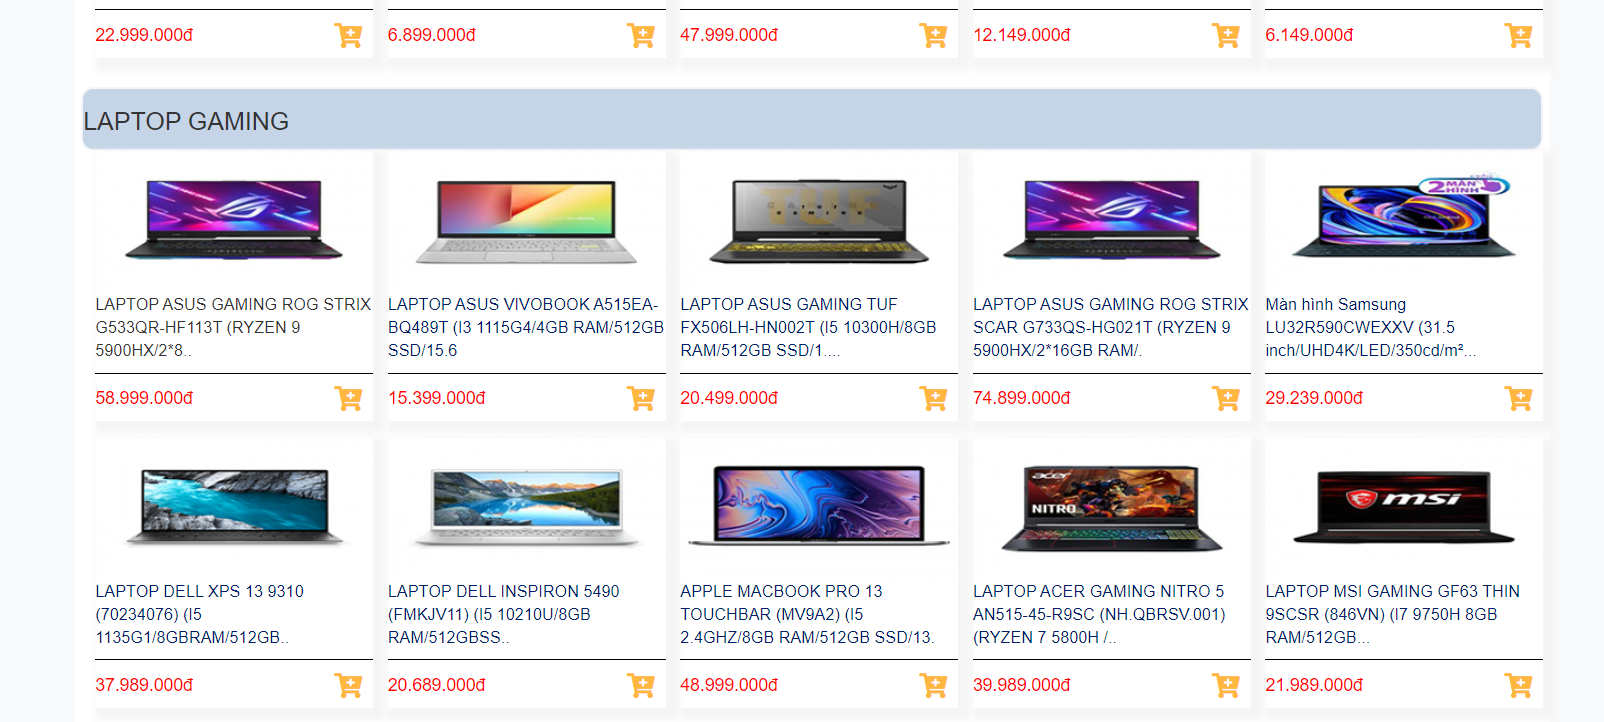 22.999.000đ
6.899.000đ
47.999.000đ
12.149.000đ
6.149.000đ
LAPTOP GAMING
2 MÀN
HÌNH
LAPTOP ASUS GAMING ROG STRIX
G533QR-HF113T (RYZEN 9
5900HX/2*8..
58.999.000đ
LAPTOP ASUS VIVOBOOK A515EA-
BQ489T (I3 1115G4/4GB RAM/512GB
SSD/15.6
15.399.000đ
TUF
GAMING
LAPTOP ASUS GAMING TUF
FX506LH-HN002T (I5 10300H/8GB
RAM/512GB SSD/1....
20.499.000đ
LAPTOP ASUS GAMING ROG STRIX
SCAR G733QS-HG021T (RYZEN 9
5900HX/2*16GB RAM/.
74.899.000đ
Màn hình Samsung
LU32R590CWEXXV (31.5
inch/UHD4K/LED/350cd/m²...
29.239.000đ
LAPTOP DELL XPS 13 9310
(70234076) (I5
1135G1/8GBRAM/512GB..
37.989.000đ
LAPTOP DELL INSPIRON 5490
(FMKJV11) (I5 10210U/8GB
RAM/512GBSS..
20.689.000đ
APPLE MACBOOK PRO 13
TOUCHBAR (MV9A2) (I5
2.4GHZ/8GB RAM/512GB SSD/13.
48.999.000đ
acer
NITRO
LAPTOP ACER GAMING NITRO 5
AN515-45-R9SC (NH.QBRSV.001)
(RYZEN 7 5800H /..
39.989.000đ
msi
LAPTOP MSI GAMING GF63 THIN
9SCSR (846VN) (I7 9750H 8GB
RAM/512GB...
21.989.000đ